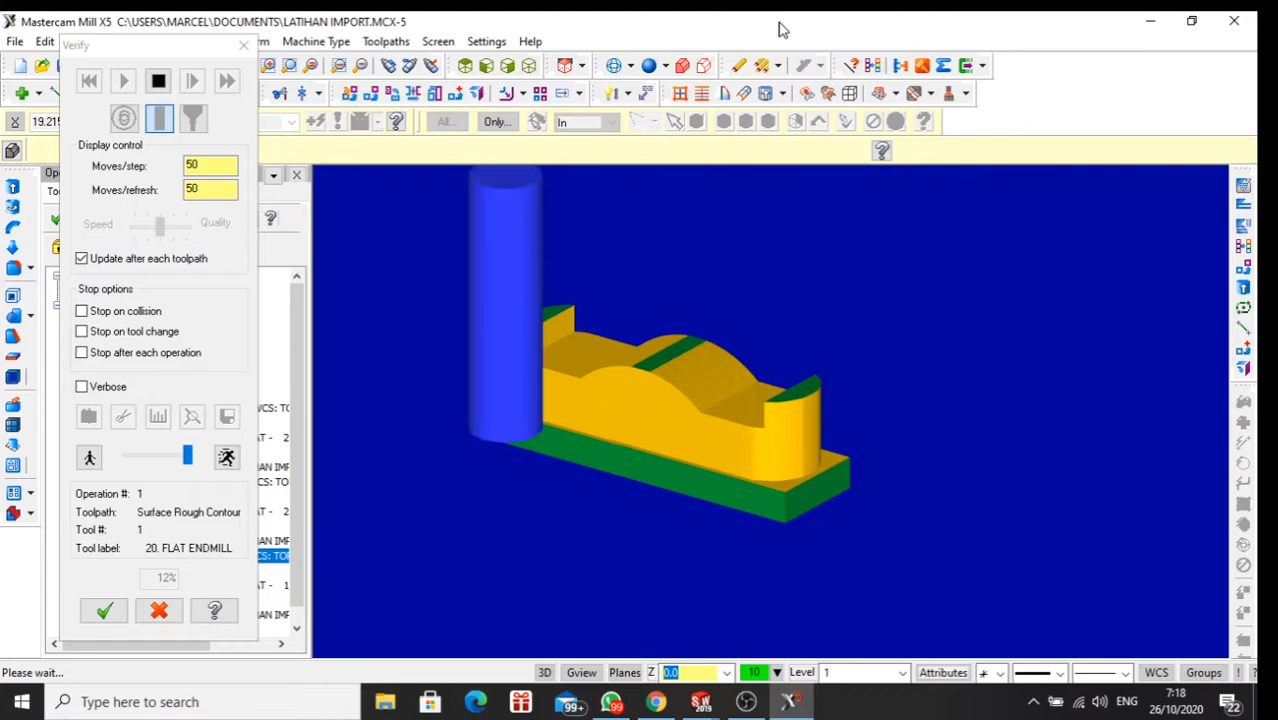 Mastercam Mill X5 C:\USERS\MARCEL\DOCUMENTS\LATIHAN IMPORT.MCX-5
File Edit Machine Type Toolpaths Screen Settings Help
Verify
19.215
All... Only... In
Display control
Moves/step: 50
Moves/refresh: 50
Speed Quality
Update after each toolpath
Stop options
Stop on collision
Stop on tool change
Stop after each operation
Verbose
Operation #: 1
Toolpath: Surface Rough Contour
Tool #: 1
Tool label: 20. FLAT ENDMILL
12%
Please wait...
3D Gview Planes Z 0.0 10 Level 1 Attributes WCS Groups
Type here to search
99+ 99 SW 2019 ENG 7:18
26/10/2020 22